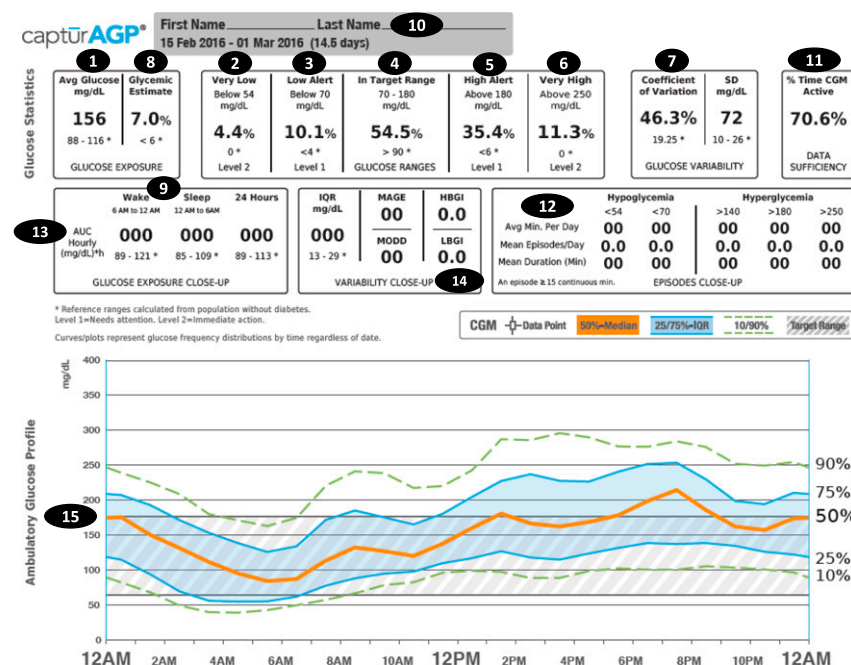 captūrAGP®
First Name Last Name 10
15 Feb 2016 - 01 Mar 2016 (14.5 days)
Glucose Statistics
1 8 2 3 4 5 6 7 11
Avg Glucose Glycemic Very Low Low Alert In Target Range High Alert Very High Coefficient SD % Time CGM
mg/dL Estimate Below 54 Below 70 70 - 180 Above 180 Above 250 of Variation mg/dL Active
mg/dL mg/dL mg/dL mg/dL mg/dL
156 7.0% 4.4% 10.1% 54.5% 35.4% 11.3% 46.3% 72 70.6%
88 - 116 * < 6 * 0 * <4 * > 90 * <6 * 0 * 19.25 * 10 - 26 *
GLUCOSE EXPOSURE Level 2 Level 1 GLUCOSE RANGES Level 1 Level 2 GLUCOSE VARIABILITY DATA
SUFFICIENCY
9
Wake Sleep 24 Hours
6 AM to 12 AM 12 AM to 6AM
13 AUC
Hourly
(mg/dL)*h
000 000 000
89 - 121 * 85 - 109 * 89 - 113 *
GLUCOSE EXPOSURE CLOSE-UP
IQR MAGE HBGI
mg/dL 00 0.0
000 MODD LBGI
13 - 29 * 00 0.0
VARIABILITY CLOSE-UP 14
12 Hypoglycemia Hyperglycemia
<54 <70 >140 >180 >250
Avg Min. Per Day 00 00 00 00 00
Mean Episodes/Day 0.0 0.0 0.0 0.0 0.0
Mean Duration (Min) 00 00 00 00 00
An episode ≥ 15 continuous min. EPISODES CLOSE-UP
* Reference ranges calculated from population without diabetes.
Level 1=Needs attention. Level 2=Immediate action.
Curves/plots represent glucose frequency distributions by time regardless of date.
CGM Data Point 50%=Median 25/75%=IQR 10/90% Target Range
Ambulatory Glucose Profile
mg/dL
400
350
300
250
200
150
100
50
0
15
90%
75%
50%
25%
10%
12AM 2AM 4AM 6AM 8AM 10AM 12PM 2PM 4PM 6PM 8PM 10PM 12AM